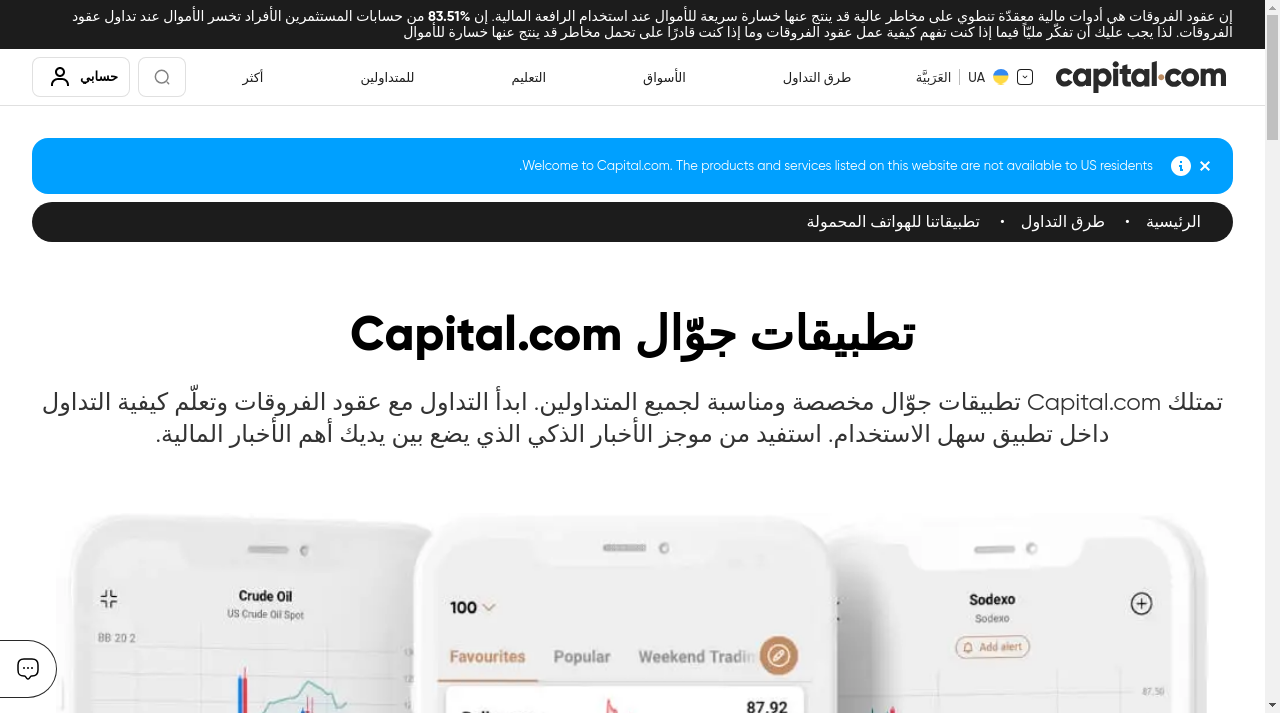 إن عقود الفروقات هي أدوات مالية معقدّة تنطوي على مخاطر عالية قد ينتج عنها خسارة سريعة للأموال عند استخدام الرافعة المالية. إن 83.51% من حسابات المستثمرين الأفراد تخسر الأموال عند تداول عقود
الفروقات. لذا يجب عليك أن تفكّر مليّاً فيما إذا كنت تفهم كيفية عمل عقود الفروقات وما إذا كنت قادرًا على تحمل مخاطر قد ينتج عنها خسارة للأموال
capital.com
UA
العَرَبيَّة
طرق التداول
الأسواق
التعليم
للمتداولين
أكثر
حسابي
Welcome to Capital.com. The products and services listed on this website are not available to US residents.
الرئيسية • طرق التداول • تطبيقاتنا للهواتف المحمولة
تطبيقات جوّال Capital.com
تمتلك Capital.com تطبيقات جوّال مخصصة ومناسبة لجميع المتداولين. ابدأ التداول مع عقود الفروقات وتعلّم كيفية التداول
داخل تطبيق سهل الاستخدام. استفيد من موجز الأخبار الذكي الذي يضع بين يديك أهم الأخبار المالية.
Crude Oil
US Crude Oil Spot
BB 20 2
100
Favourites
Popular
Weekend Tradin
87.92
Sodexo
Sodexo
Add alert
87.50